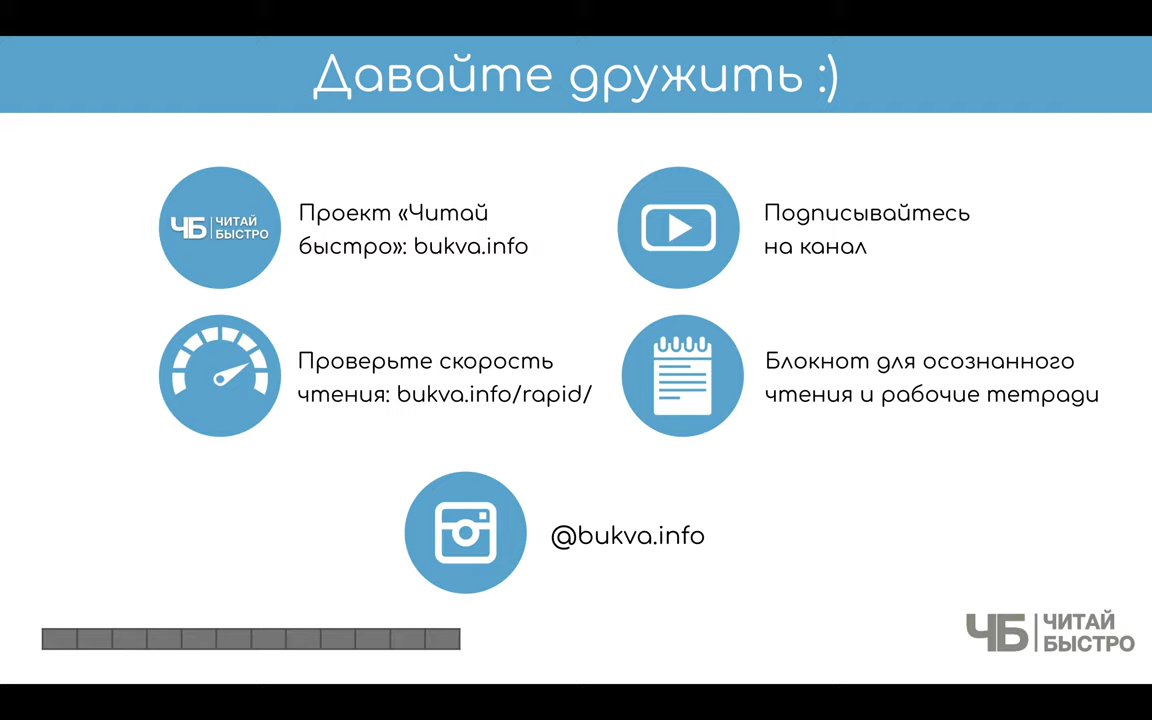 Давайте дружить :)
ЧБ ЧИТАЙ
БЫСТРО
Проект «Читай
быстро»: bukva.info
Подписывайтесь
на канал
Проверьте скорость
чтения: bukva.info/rapid/
Блокнот для осознанного
чтения и рабочие тетради
@bukva.info
ЧБ ЧИТАЙ
БЫСТРО